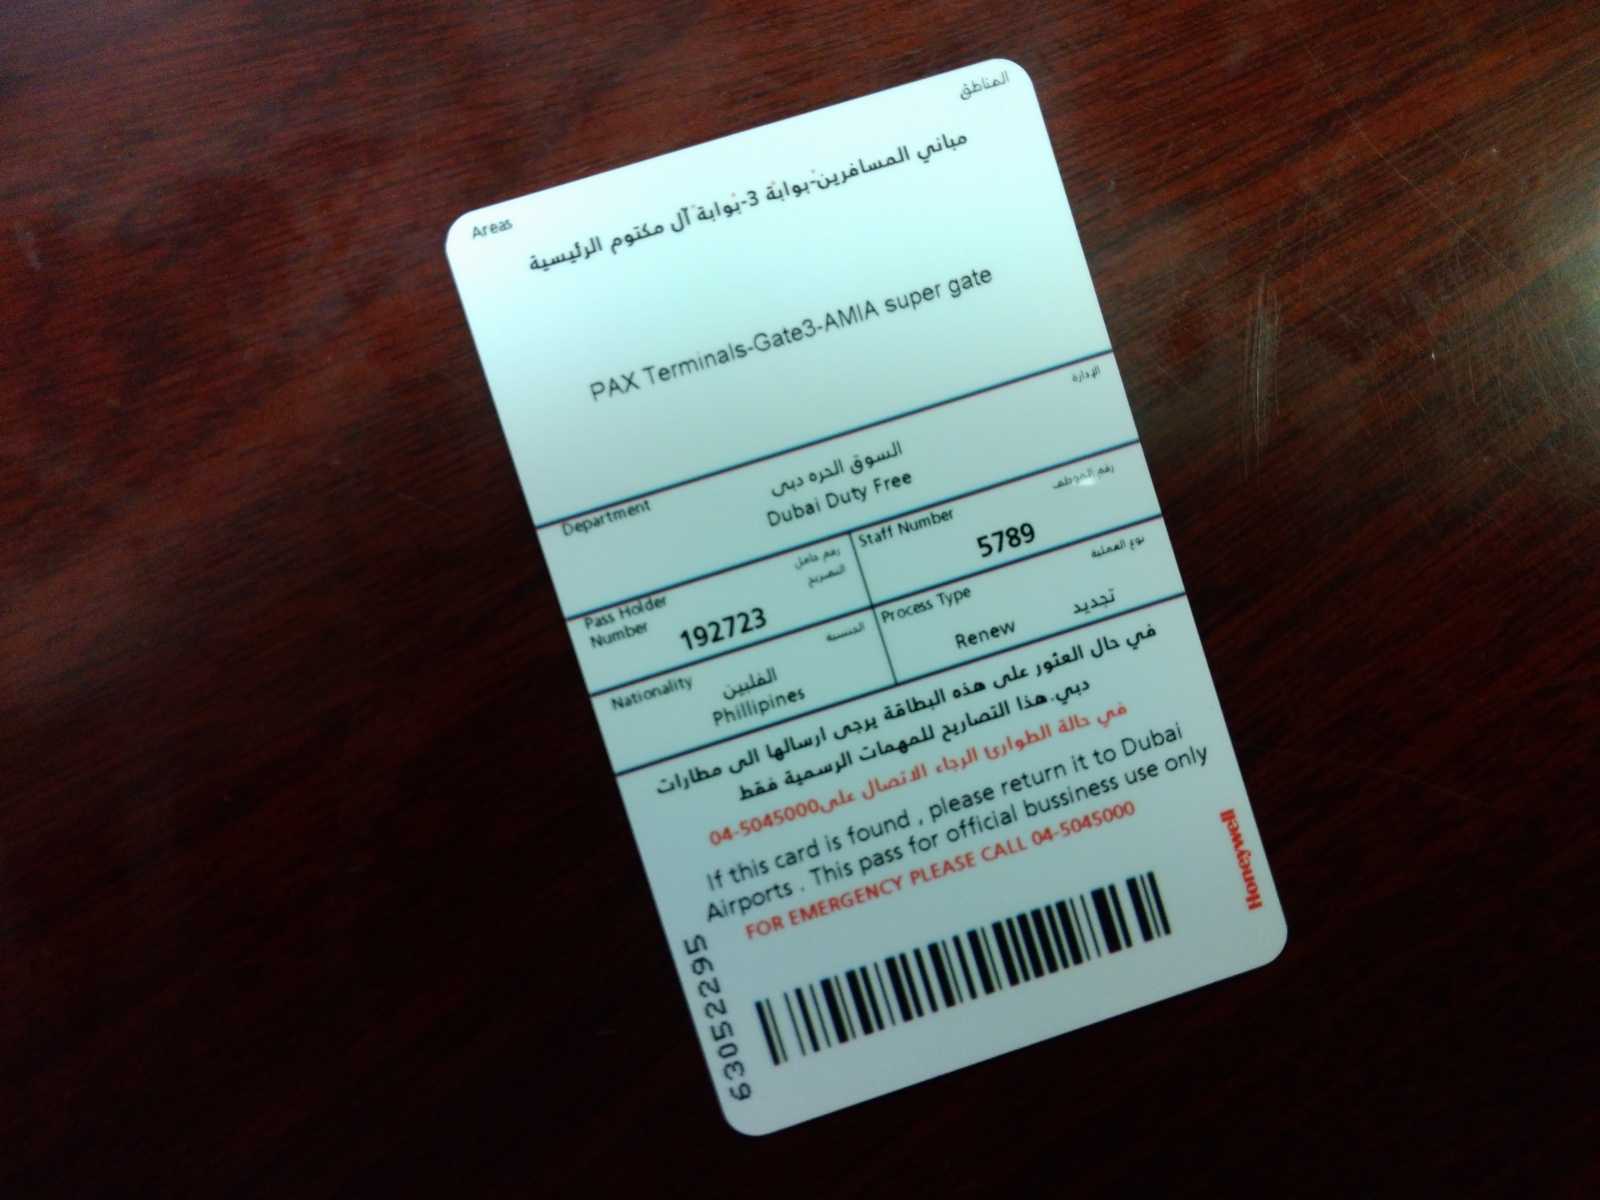 Areas
المناطق
مباني المسافرين-بوابة 3-بوابة آل مكتوم الرئيسية
PAX Terminals-Gate3-AMIA super gate
Department
الإدارة
السوق الحره دبى
Dubai Duty Free
Pass Holder
Number
رقم حامل
التصريح
192723
Staff Number
رقم الموظف
5789
Nationality
الجنسية
الفلبين
Phillipines
Process Type
نوع العملية
Renew
تجديد
في حال العثور على هذه البطاقة يرجى ارسالها الى مطارات
دبي.هذا التصاريح للمهمات الرسمية فقط
في حالة الطوارئ الرجاء الاتصال على04-5045000
If this card is found , please return it to Dubai
Airports . This pass for official bussiness use only
FOR EMERGENCY PLEASE CALL 04-5045000
63052295
Honeywell